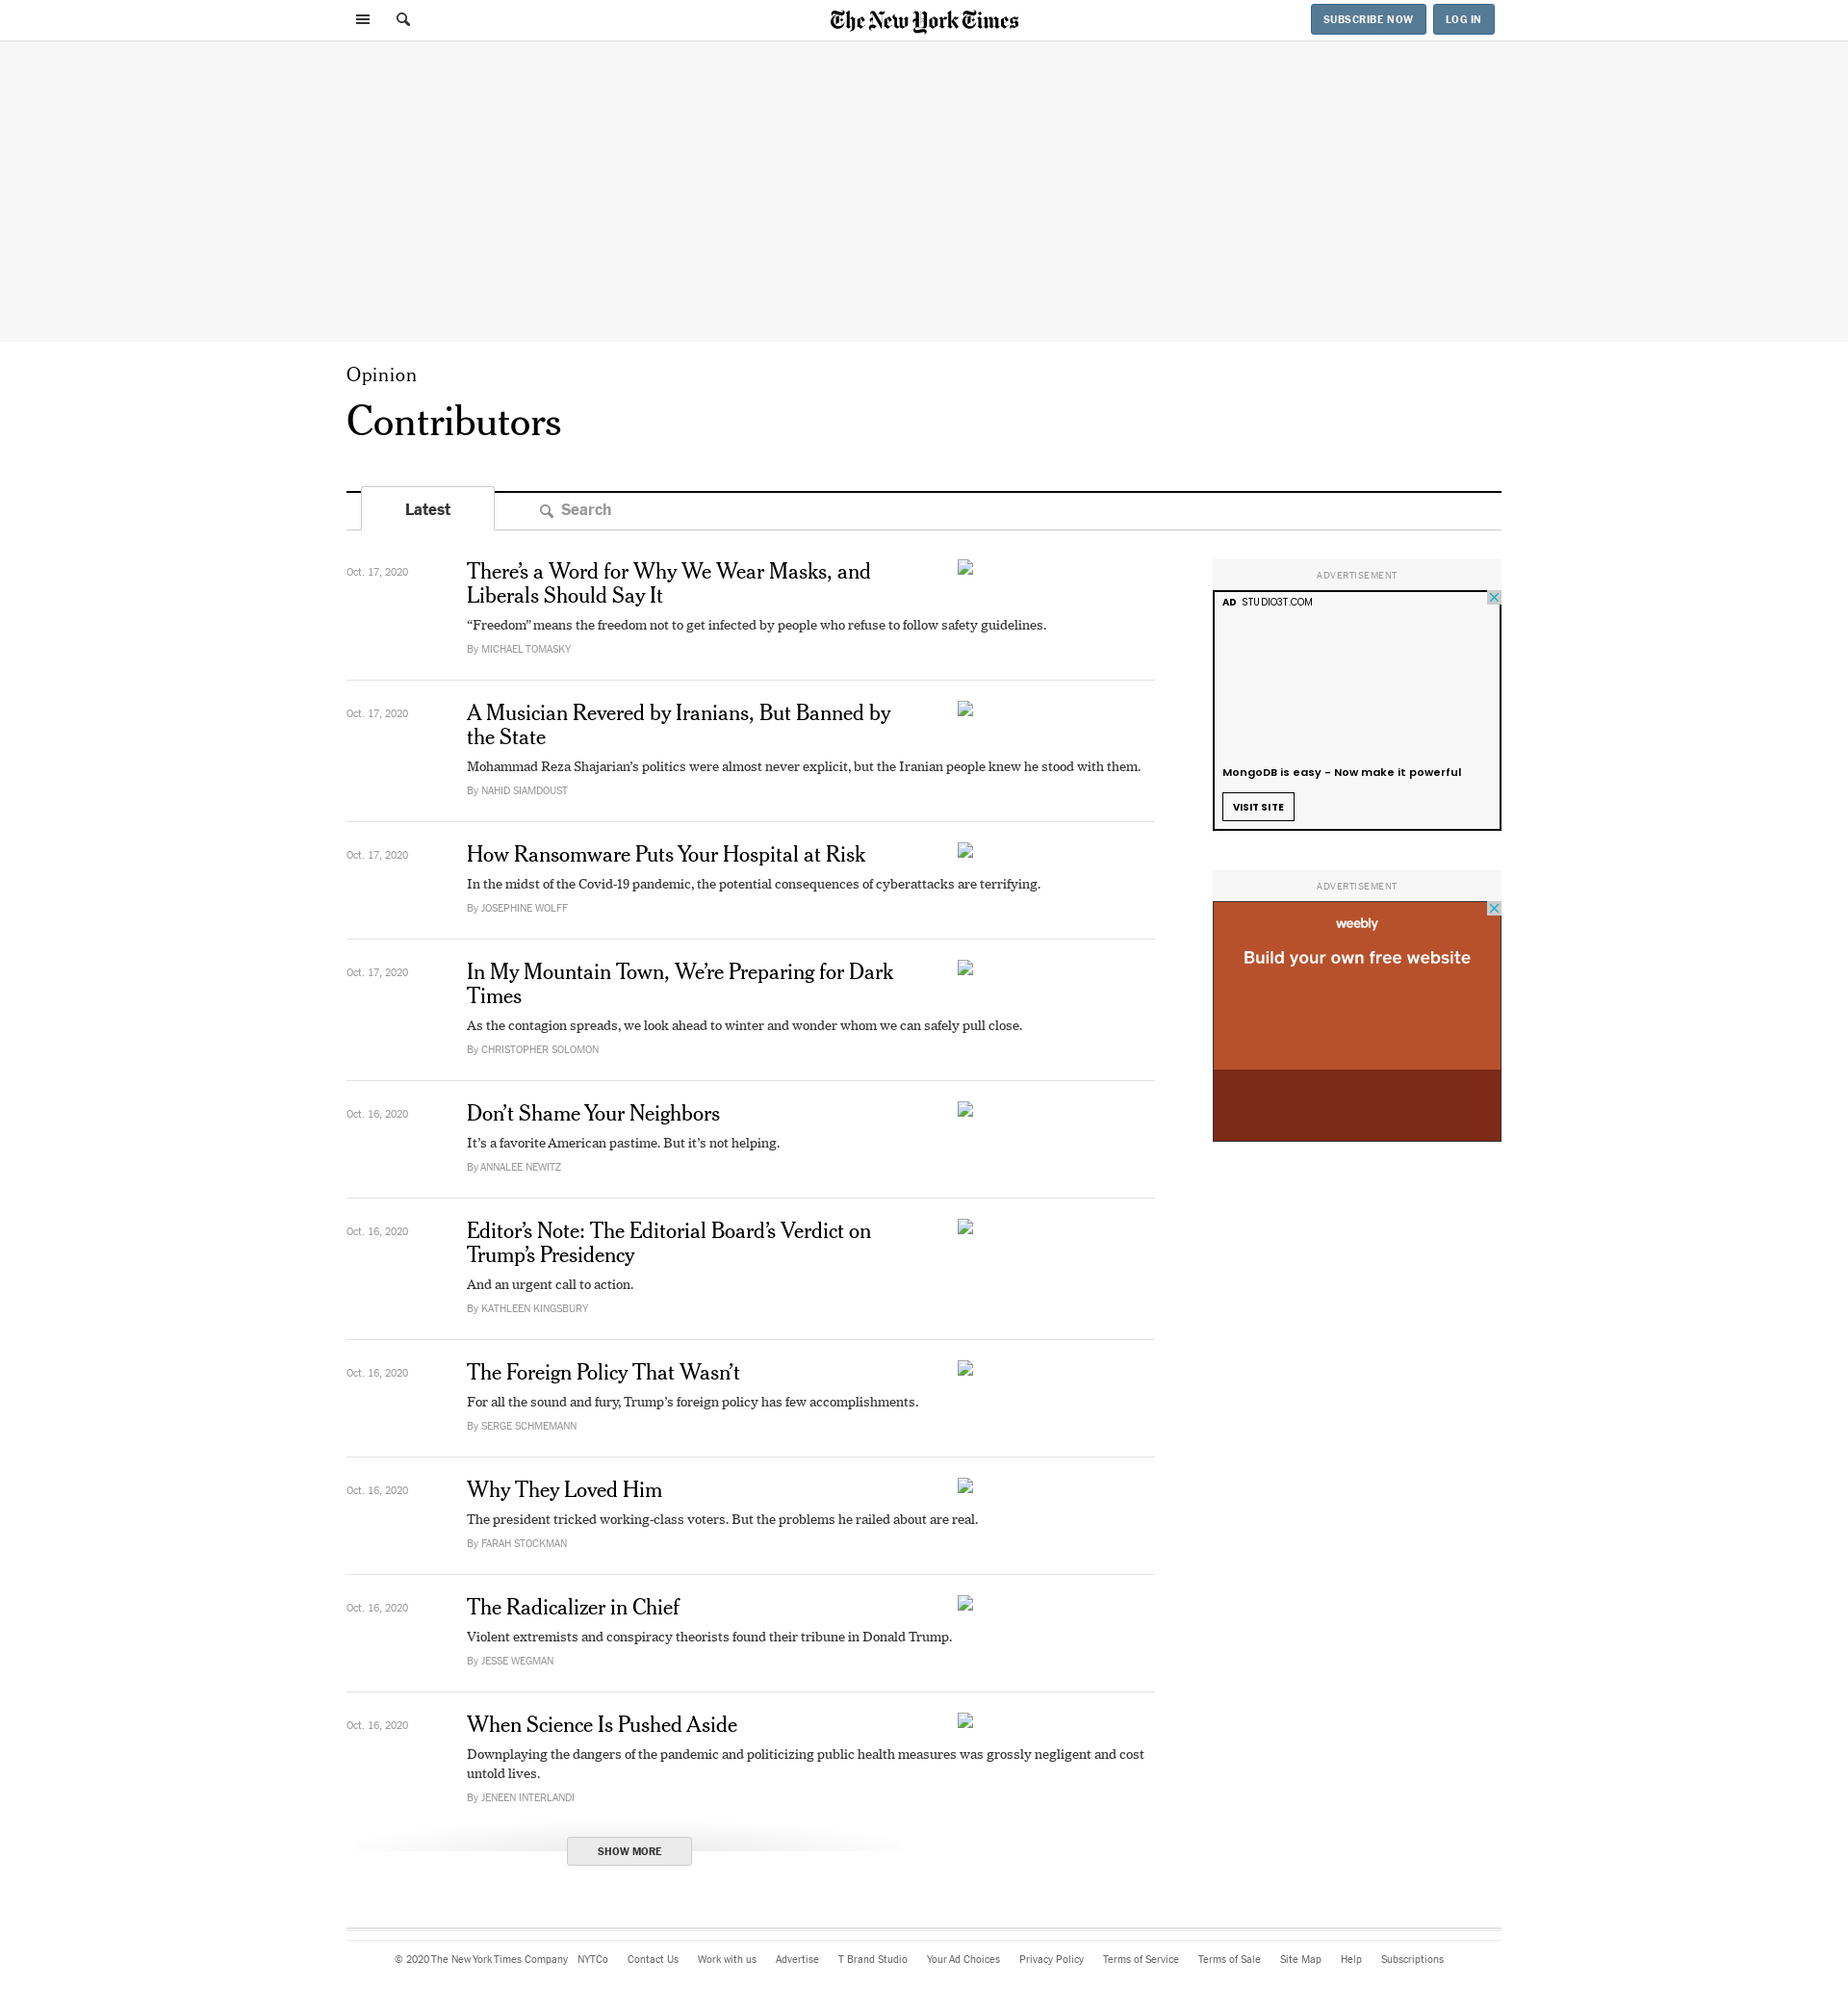 The New York Times
SUBSCRIBE NOW
LOG IN
Opinion
Contributors
Latest
Search
Oct. 17, 2020
There’s a Word for Why We Wear Masks, and
Liberals Should Say It
“Freedom” means the freedom not to get infected by people who refuse to follow safety guidelines.
By MICHAEL TOMASKY
Oct. 17, 2020
A Musician Revered by Iranians, But Banned by
the State
Mohammad Reza Shajarian’s politics were almost never explicit, but the Iranian people knew he stood with them.
By NAHID SIAMDOUST
Oct. 17, 2020
How Ransomware Puts Your Hospital at Risk
In the midst of the Covid-19 pandemic, the potential consequences of cyberattacks are terrifying.
By JOSEPHINE WOLFF
Oct. 17, 2020
In My Mountain Town, We’re Preparing for Dark
Times
As the contagion spreads, we look ahead to winter and wonder whom we can safely pull close.
By CHRISTOPHER SOLOMON
Oct. 16, 2020
Don’t Shame Your Neighbors
It’s a favorite American pastime. But it’s not helping.
By ANNALEE NEWITZ
Oct. 16, 2020
Editor’s Note: The Editorial Board’s Verdict on
Trump’s Presidency
And an urgent call to action.
By KATHLEEN KINGSBURY
Oct. 16, 2020
The Foreign Policy That Wasn’t
For all the sound and fury, Trump’s foreign policy has few accomplishments.
By SERGE SCHMEMANN
Oct. 16, 2020
Why They Loved Him
The president tricked working-class voters. But the problems he railed about are real.
By FARAH STOCKMAN
Oct. 16, 2020
The Radicalizer in Chief
Violent extremists and conspiracy theorists found their tribune in Donald Trump.
By JESSE WEGMAN
Oct. 16, 2020
When Science Is Pushed Aside
Downplaying the dangers of the pandemic and politicizing public health measures was grossly negligent and cost
untold lives.
By JENEEN INTERLANDI
SHOW MORE
ADVERTISEMENT
AD STUDIO3T.COM
MongoDB is easy - Now make it powerful
VISIT SITE
ADVERTISEMENT
weebly
Build your own free website
© 2020 The New York Times Company NYTCo Contact Us Work with us Advertise T Brand Studio Your Ad Choices Privacy Policy Terms of Service Terms of Sale Site Map Help Subscriptions